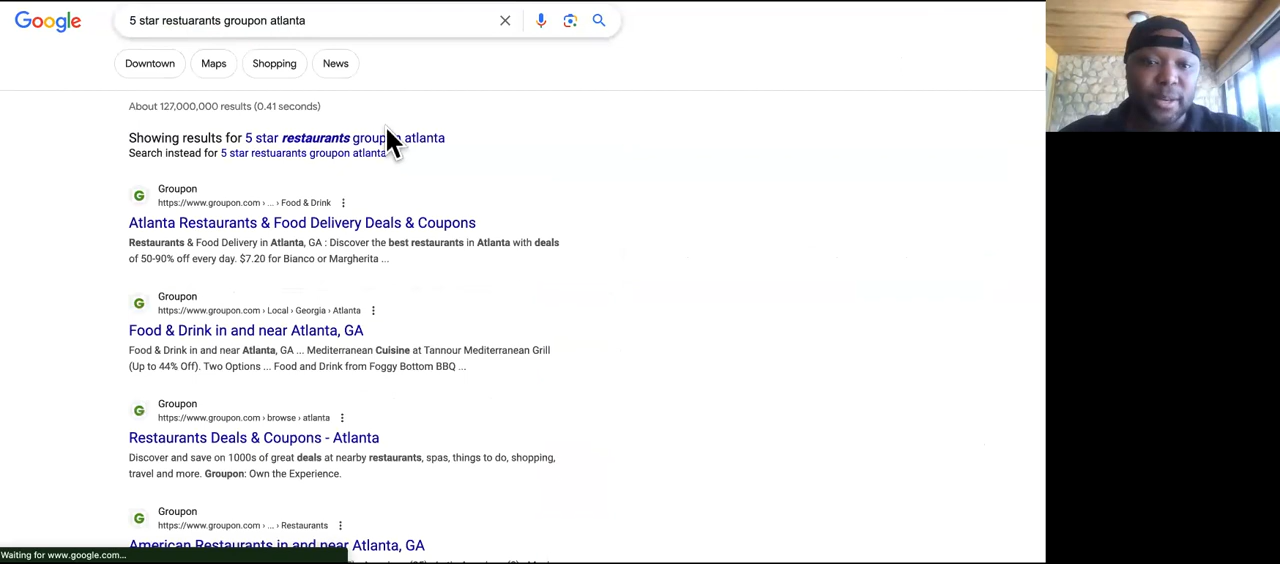 Google
5 star restuarants groupon atlanta
Downtown
Maps
Shopping
News
About 127,000,000 results (0.41 seconds)
Showing results for 5 star restaurants groupon atlanta
Search instead for 5 star restuarants groupon atlanta
Groupon
https://www.groupon.com › ... › Food & Drink
Atlanta Restaurants & Food Delivery Deals & Coupons
Restaurants & Food Delivery in Atlanta, GA : Discover the best restaurants in Atlanta with deals
of 50-90% off every day. $7.20 for Bianco or Margherita ...
Groupon
https://www.groupon.com › Local › Georgia › Atlanta
Food & Drink in and near Atlanta, GA
Food & Drink in and near Atlanta, GA ... Mediterranean Cuisine at Tannour Mediterranean Grill
(Up to 44% Off). Two Options ... Food and Drink from Foggy Bottom BBQ ...
Groupon
https://www.groupon.com › browse › atlanta
Restaurants Deals & Coupons - Atlanta
Discover and save on 1000s of great deals at nearby restaurants, spas, things to do, shopping,
travel and more. Groupon: Own the Experience.
Groupon
https://www.groupon.com › ... › Restaurants
American Restaurants in and near Atlanta, GA
Waiting for www.google.com...